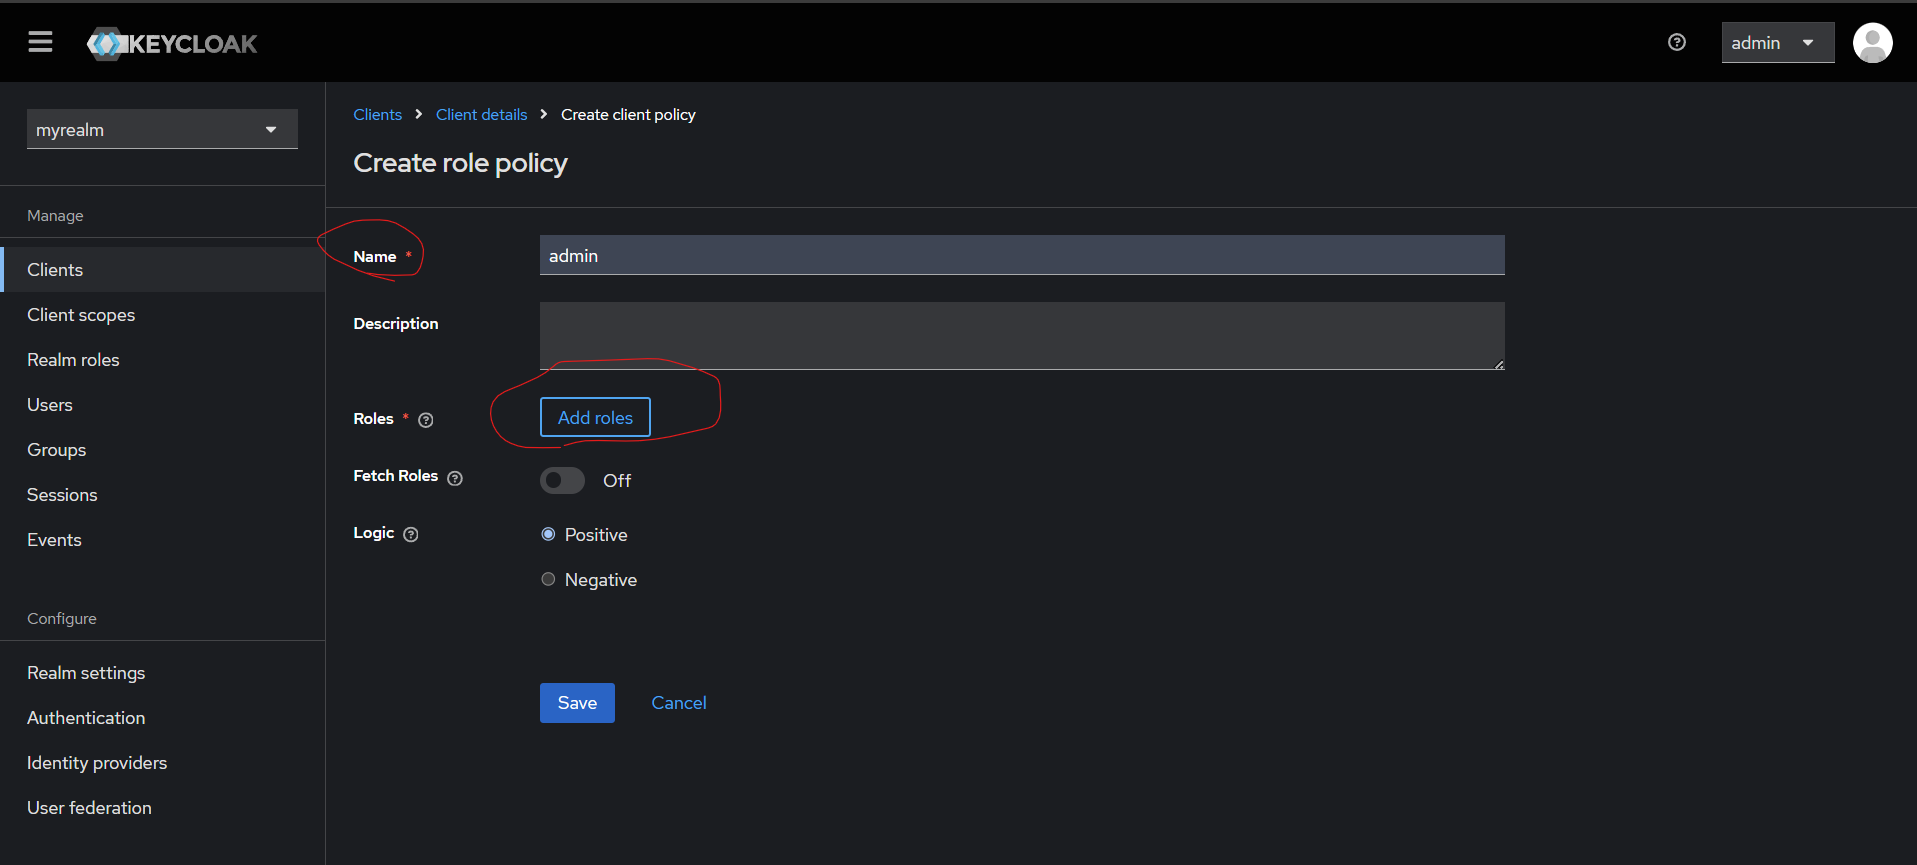 KEYCLOAK
admin
myrealm
Manage
Clients
Client scopes
Realm roles
Users
Groups
Sessions
Events
Configure
Realm settings
Authentication
Identity providers
User federation
Clients > Client details > Create client policy
Create role policy
Name * admin
Description
Roles * ? Add roles
Fetch Roles ? Off
Logic ? Positive
Negative
Save Cancel